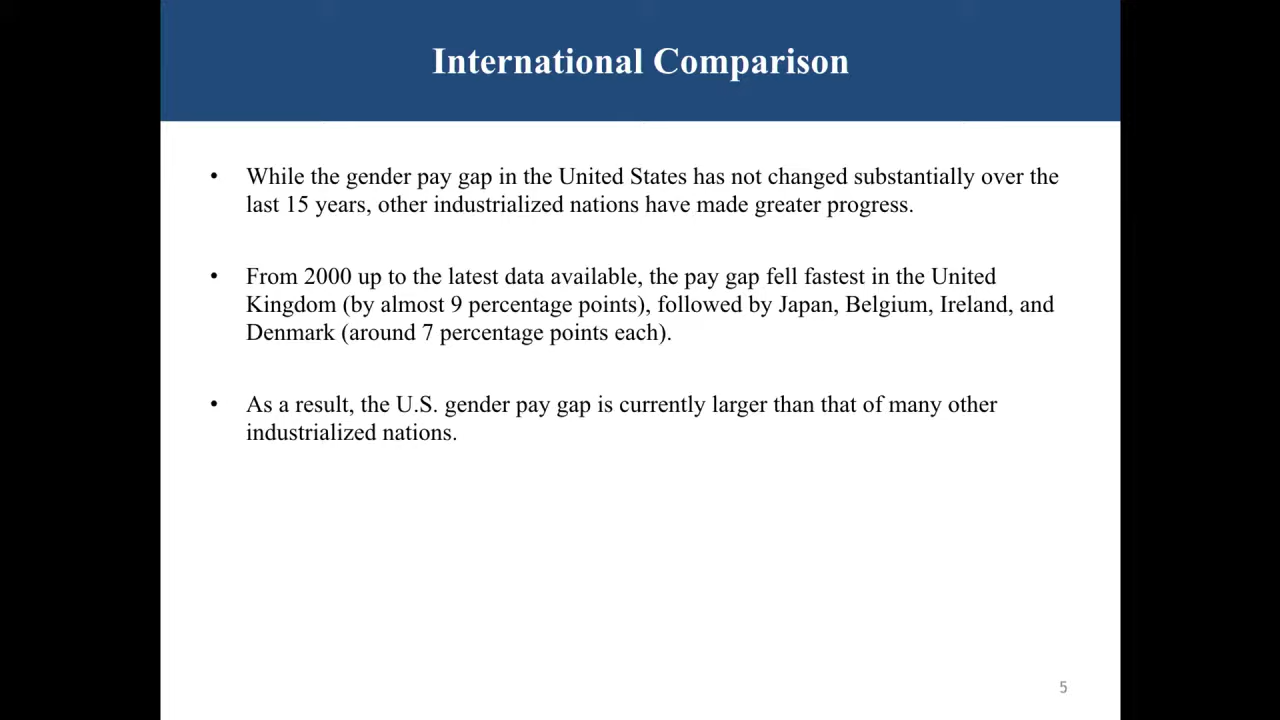 International Comparison
• While the gender pay gap in the United States has not changed substantially over the
last 15 years, other industrialized nations have made greater progress.
• From 2000 up to the latest data available, the pay gap fell fastest in the United
Kingdom (by almost 9 percentage points), followed by Japan, Belgium, Ireland, and
Denmark (around 7 percentage points each).
• As a result, the U.S. gender pay gap is currently larger than that of many other
industrialized nations.
5